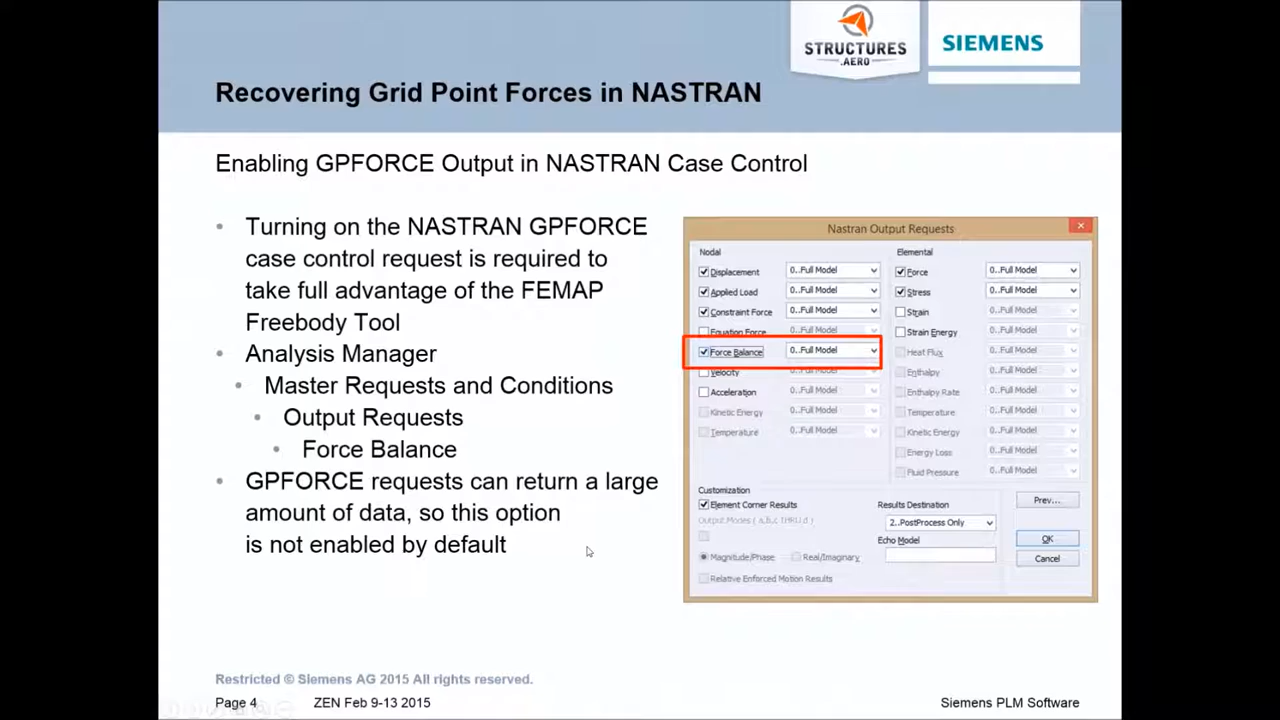 STRUCTURES
.AERO
SIEMENS
Recovering Grid Point Forces in NASTRAN
Enabling GPFORCE Output in NASTRAN Case Control
• Turning on the NASTRAN GPFORCE
case control request is required to
take full advantage of the FEMAP
Freebody Tool
• Analysis Manager
• Master Requests and Conditions
• Output Requests
• Force Balance
• GPFORCE requests can return a large
amount of data, so this option
is not enabled by default
Nastran Output Requests
Nodal
Displacement 0..Full Model
Applied Load 0..Full Model
Constraint Force 0..Full Model
Equation Force 0..Full Model
Force Balance 0..Full Model
Velocity 0..Full Model
Acceleration 0..Full Model
Kinetic Energy 0..Full Model
Temperature 0..Full Model
Elemental
Force 0..Full Model
Stress 0..Full Model
Strain 0..Full Model
Strain Energy 0..Full Model
Heat Flux 0..Full Model
Enthalpy 0..Full Model
Enthalpy Rate 0..Full Model
Temperature 0..Full Model
Kinetic Energy 0..Full Model
Energy Loss 0..Full Model
Fluid Pressure 0..Full Model
Customization
Element Corner Results
Output Modes (a,b,c THRU d)
Magnitude/Phase Real/Imaginary
Relative Enforced Motion Results
Results Destination
2..PostProcess Only
Echo Model
Prev...
OK
Cancel
Restricted © Siemens AG 2015 All rights reserved.
Page 4 ZEN Feb 9-13 2015 Siemens PLM Software